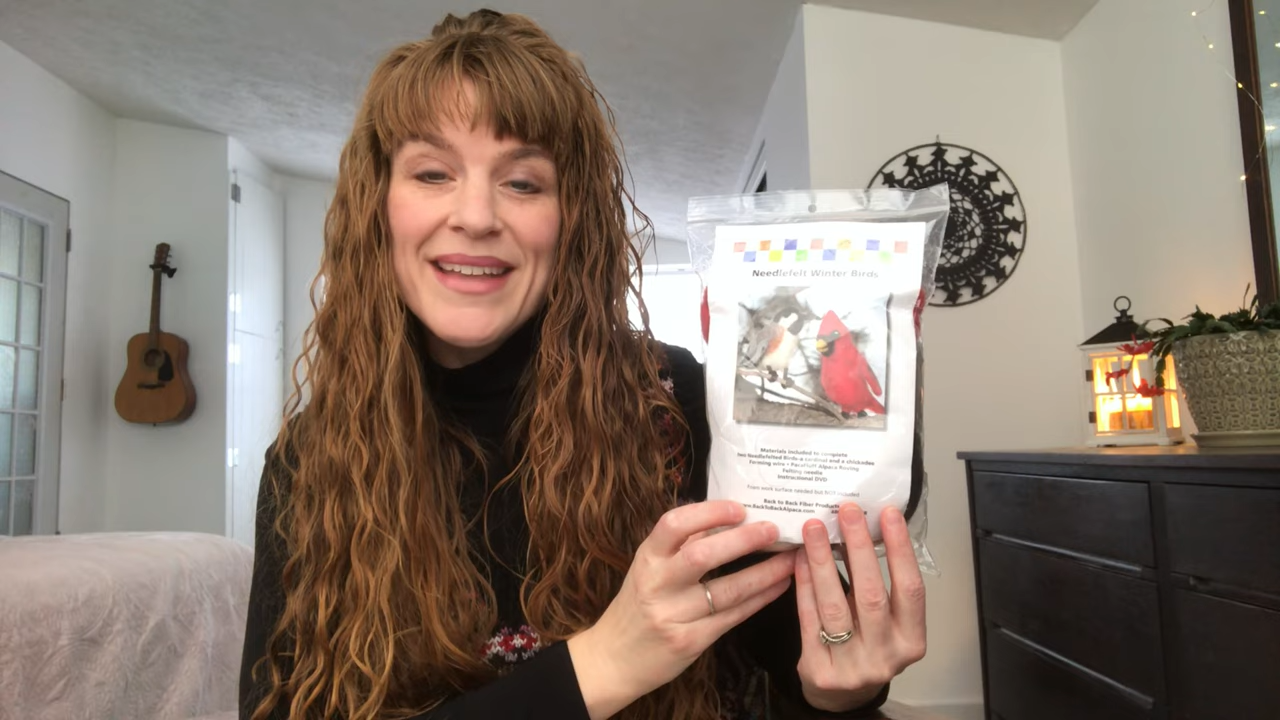 Needlefelt Winter Birds
Materials included to complete
two Needlefelted Birds-a cardinal and a chickadee
Forming wire • Pacafluff Alpaca Roving
Felting needle
Instructional DVD
Foam work surface needed but NOT included
Back to Back Fiber Products
www.BackToBackAlpaca.com